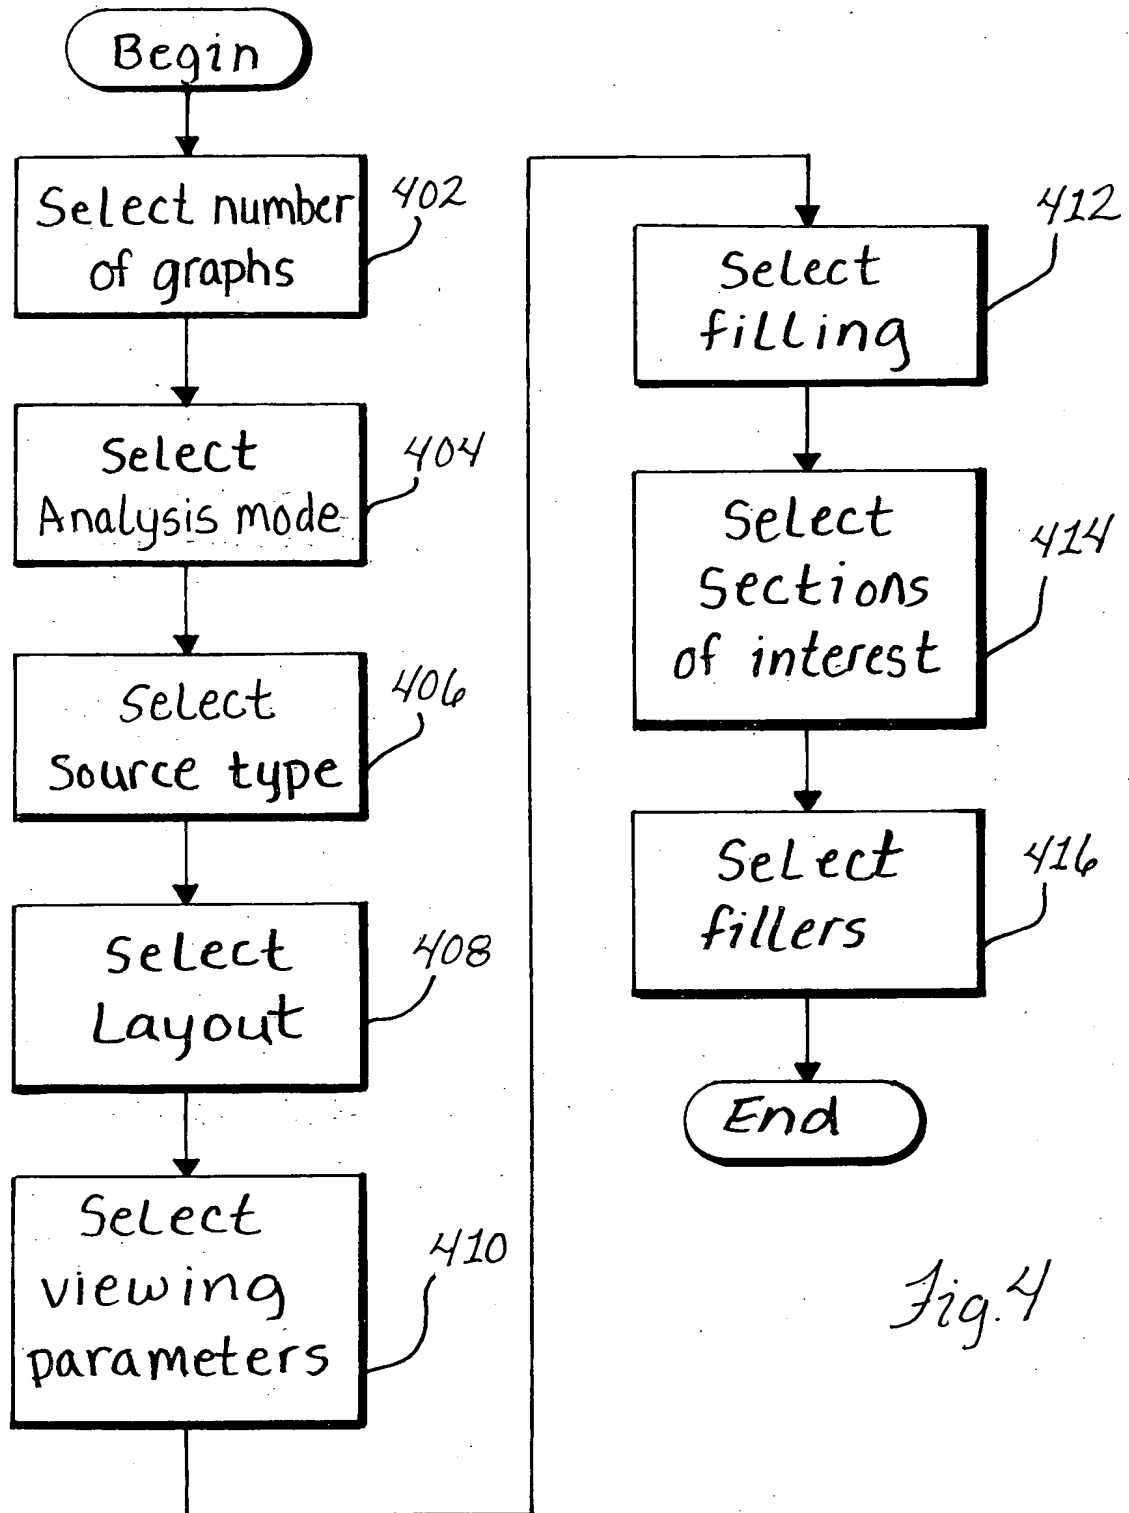 Begin
Select number
of graphs
402
Select
Analysis mode
404
Select
Source type
406
Select
Layout
408
Select
viewing
parameters
410
Select
filling
412
Select
Sections
of interest
414
Select
fillers
416
End
Fig. 4